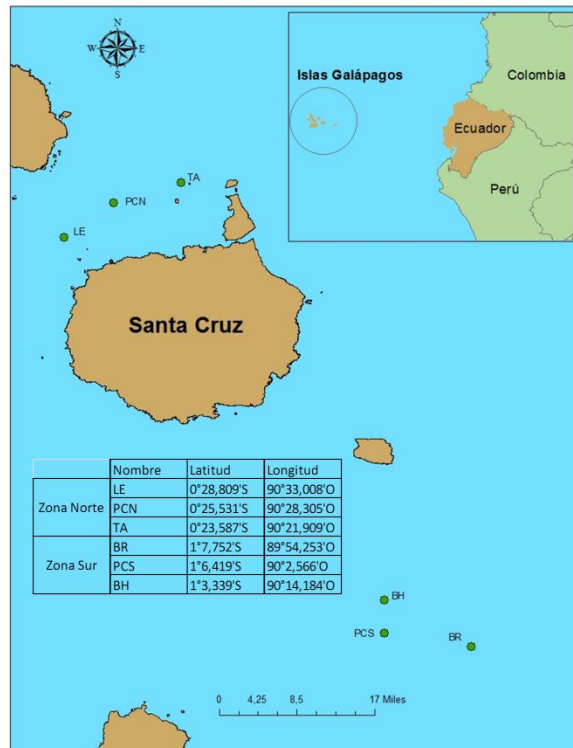 N
W E
S
Islas Galápagos
Colombia
Ecuador
Perú
TA
PCN
LE
Santa Cruz
Nombre Latitud Longitud
Zona Norte
LE 0°28,809'S 90°33,008'O
PCN 0°25,531'S 90°28,305'O
TA 0°23,587'S 90°21,909'O
Zona Sur
BR 1°7,752'S 89°54,253'O
PCS 1°6,419'S 90°2,566'O
BH 1°3,339'S 90°14,184'O
BH
PCS
BR
0 4,25 8,5 17 Miles